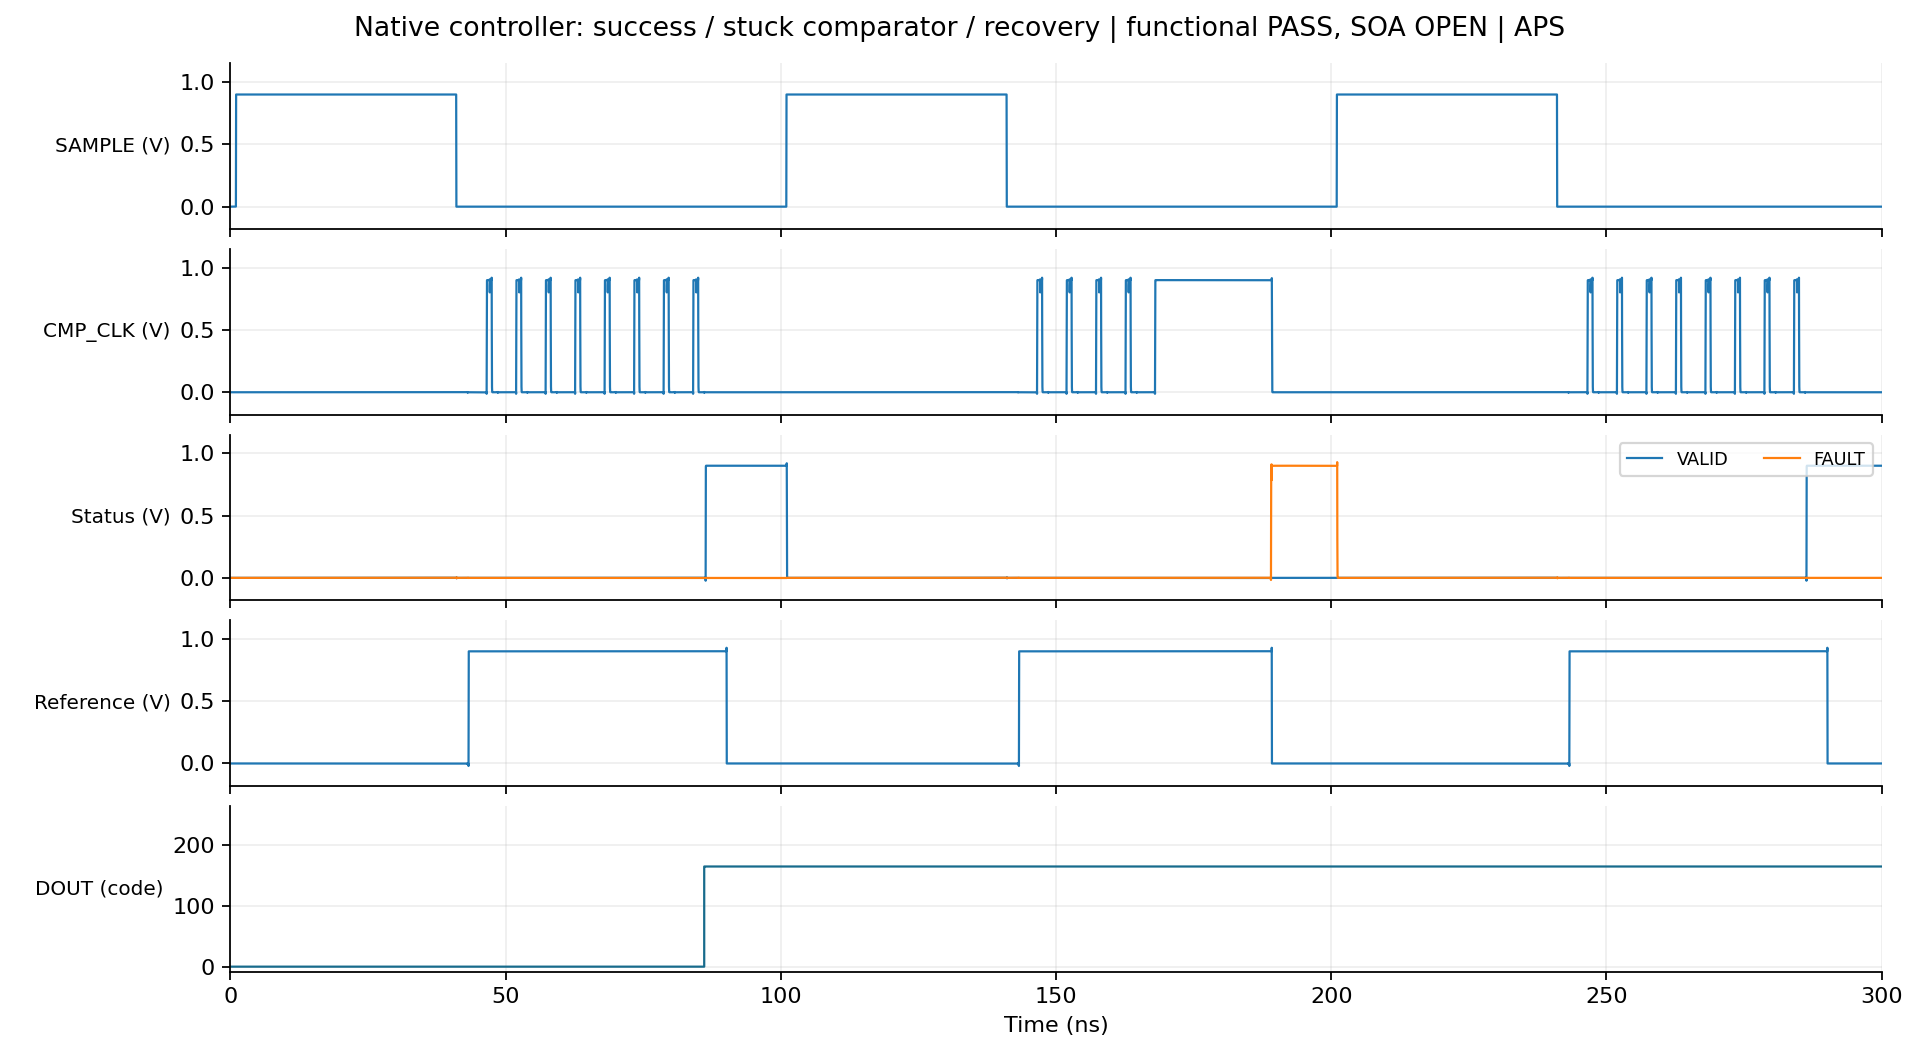 Native controller: success / stuck comparator / recovery | functional PASS, SOA OPEN | APS
1.0
SAMPLE (V) 0.5
0.0
1.0
CMP_CLK (V) 0.5
0.0
1.0
VALID FAULT
Status (V) 0.5
0.0
1.0
Reference (V) 0.5
0.0
200
DOUT (code)
100
0
0 50 100 150 200 250 300
Time (ns)